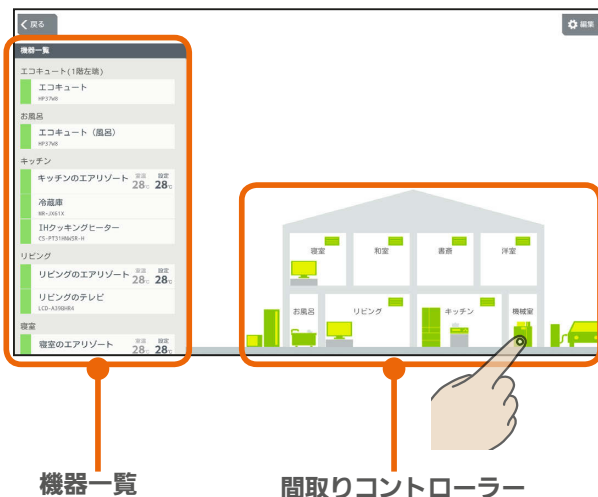 戻る
編集
機器一覧
エコキュート(1階左端)
エコキュート
HP37W8
お風呂
エコキュート（風呂）
HP37W8
キッチン
キッチンのエアリゾート 室温 28℃ 設定 28℃
冷蔵庫
MR-JX61X
IHクッキングヒーター
CS-PT31HNWSR-H
リビング
リビングのエアリゾート 室温 28℃ 設定 28℃
リビングのテレビ
LCD-A39BHR4
寝室
寝室のエアリゾート 室温 28℃ 設定 28℃
寝室 和室 書斎 洋室
お風呂 リビング キッチン 機械室
機器一覧
間取りコントローラー